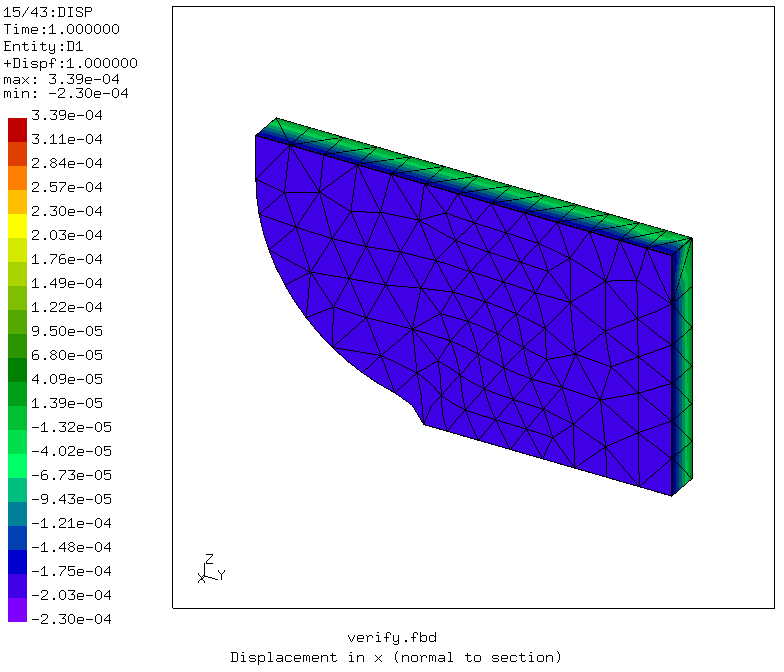 15/43:DISP
Time:1.000000
Entity:D1
+Dispf:1.000000
max: 3.39e-04
min: -2.30e-04
3.39e-04
3.11e-04
2.84e-04
2.57e-04
2.30e-04
2.03e-04
1.76e-04
1.49e-04
1.22e-04
9.50e-05
6.80e-05
4.09e-05
1.39e-05
-1.32e-05
-4.02e-05
-6.73e-05
-9.43e-05
-1.21e-04
-1.48e-04
-1.75e-04
-2.03e-04
-2.30e-04
Z
X Y
verify.fbd
Displacement in x (normal to section)